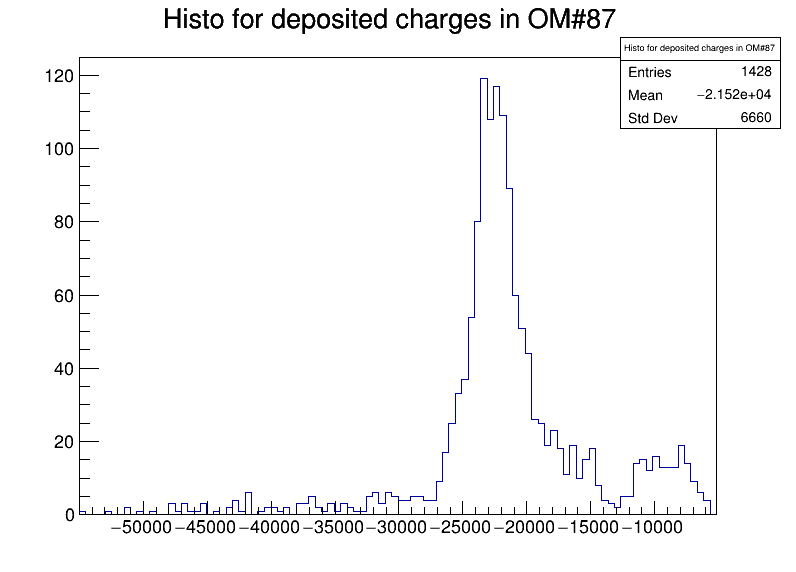 Histo for deposited charges in OM#87
Histo for deposited charges in OM#87
Entries 1428
Mean −2.152e+04
Std Dev 6660
120
100
80
60
40
20
0
−50000 −45000 −40000 −35000 −30000 −25000 −20000 −15000 −10000